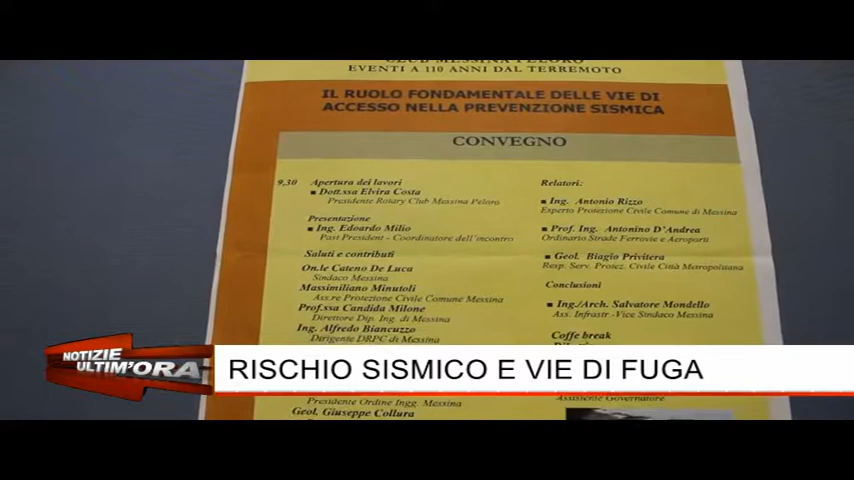 CLUB MESSINA PELORO
EVENTI A 110 ANNI DAL TERREMOTO
IL RUOLO FONDAMENTALE DELLE VIE DI
ACCESSO NELLA PREVENZIONE SISMICA
CONVEGNO
9,30 Apertura dei lavori
Dott.ssa Elvira Costa
Presidente Rotary Club Messina Peloro
Presentazione
Ing. Edoardo Milio
Past President - Coordinatore dell'incontro
Saluti e contributi
On.le Cateno De Luca
Sindaco Messina
Massimiliano Minutoli
Ass.re Protezione Civile Comune Messina
Prof.ssa Candida Milone
Direttore Dip. Ing. di Messina
Ing. Alfredo Biancuzzo
Dirigente DRPC di Messina
Presidente Ordine Ingg. Messina
Geol. Giuseppe Collura
Relatori:
Ing. Antonio Rizzo
Esperto Protezione Civile Comune di Messina
Prof. Ing. Antonino D'Andrea
Ordinario Strade Ferrovie e Aeroporti
Geol. Biagio Privitera
Resp. Serv. Protez. Civile Città Metropolitana
Conclusioni
Ing./Arch. Salvatore Mondello
Ass. Infrastr.-Vice Sindaco Messina
Coffe break
Assistente Governatore
NOTIZIE
ULTIM'ORA
RISCHIO SISMICO E VIE DI FUGA